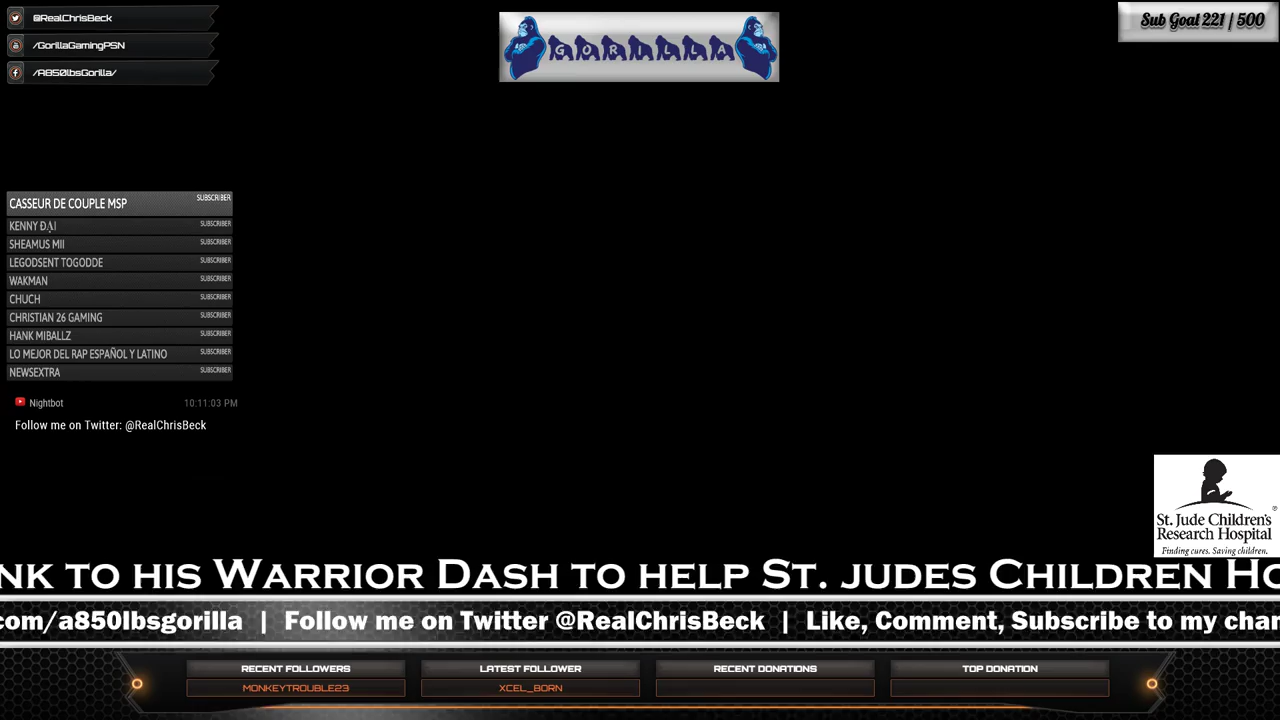 @RealChrisBeck
/GorillaGamingPSN
/A850lbsGorilla/
GORILLA
Sub Goal 221 / 500
CASSEUR DE COUPLE MSP SUBSCRIBER
KENNY ĐẠI SUBSCRIBER
SHEAMUS MII SUBSCRIBER
LEGODSENT TOGODDE SUBSCRIBER
WAKMAN SUBSCRIBER
CHUCH SUBSCRIBER
CHRISTIAN 26 GAMING SUBSCRIBER
HANK MIBALLZ SUBSCRIBER
LO MEJOR DEL RAP ESPAÑOL Y LATINO SUBSCRIBER
NEWSEXTRA SUBSCRIBER
Nightbot 10:11:03 PM
Follow me on Twitter: @RealChrisBeck
St. Jude Children's
Research Hospital
Finding cures. Saving children.
NK TO HIS WARRIOR DASH TO HELP ST. JUDES CHILDREN HO
com/a850lbsgorilla | Follow me on Twitter @RealChrisBeck | Like, Comment, Subscribe to my chan
RECENT FOLLOWERS LATEST FOLLOWER RECENT DONATIONS TOP DONATION
MONKEYTROUBLE23 XCEL_BORN